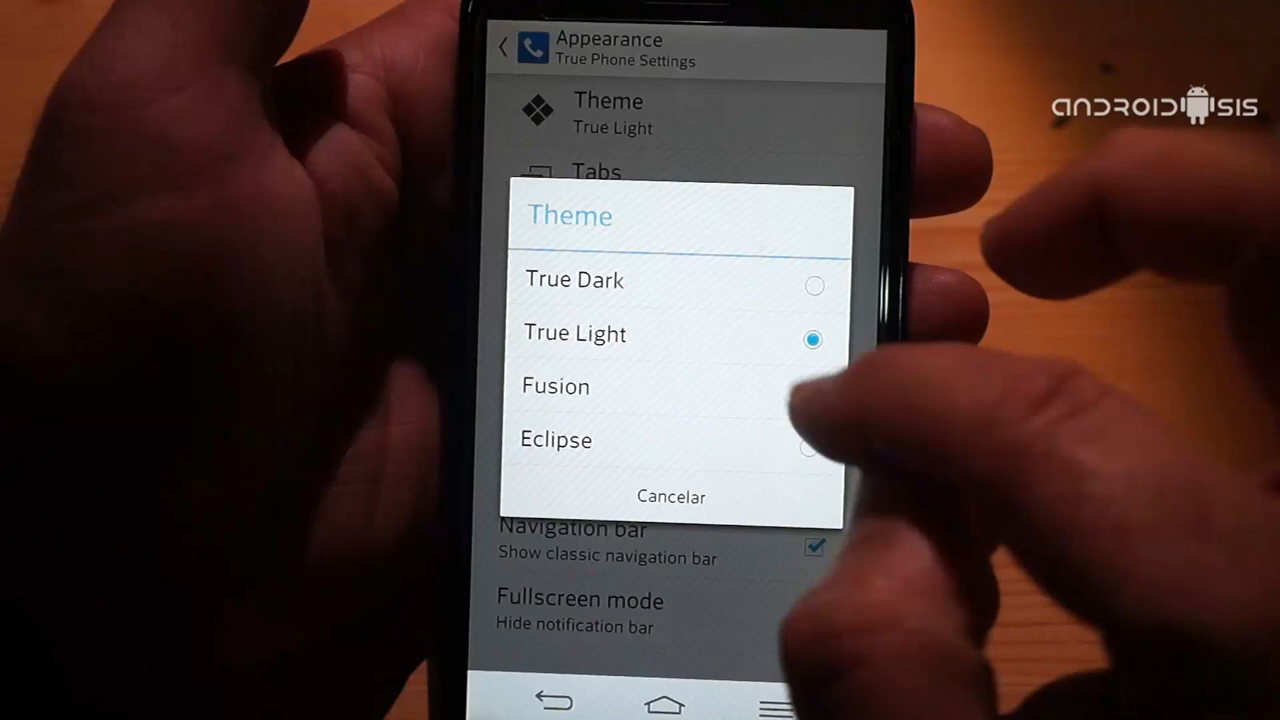 Appearance
True Phone Settings
ANDROIDSIS
Theme
True Light
Tabs
Theme
True Dark
True Light
Fusion
Eclipse
Cancelar
Navigation bar
Show classic navigation bar
Fullscreen mode
Hide notification bar